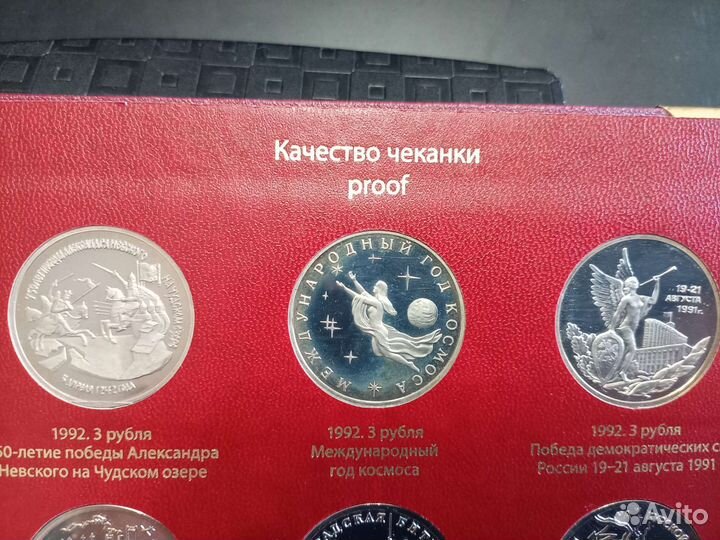 Качество чеканки
proof
МЕЖДУНАРОДНЫЙ ГОД КОСМОСА
19-21
АВГУСТА
1991г.
1992. 3 рубля
50-летие победы Александра
Невского на Чудском озере
1992. 3 рубля
Международный
год космоса
1992. 3 рубля
Победа демократических с
России 19-21 августа 1991
Avito